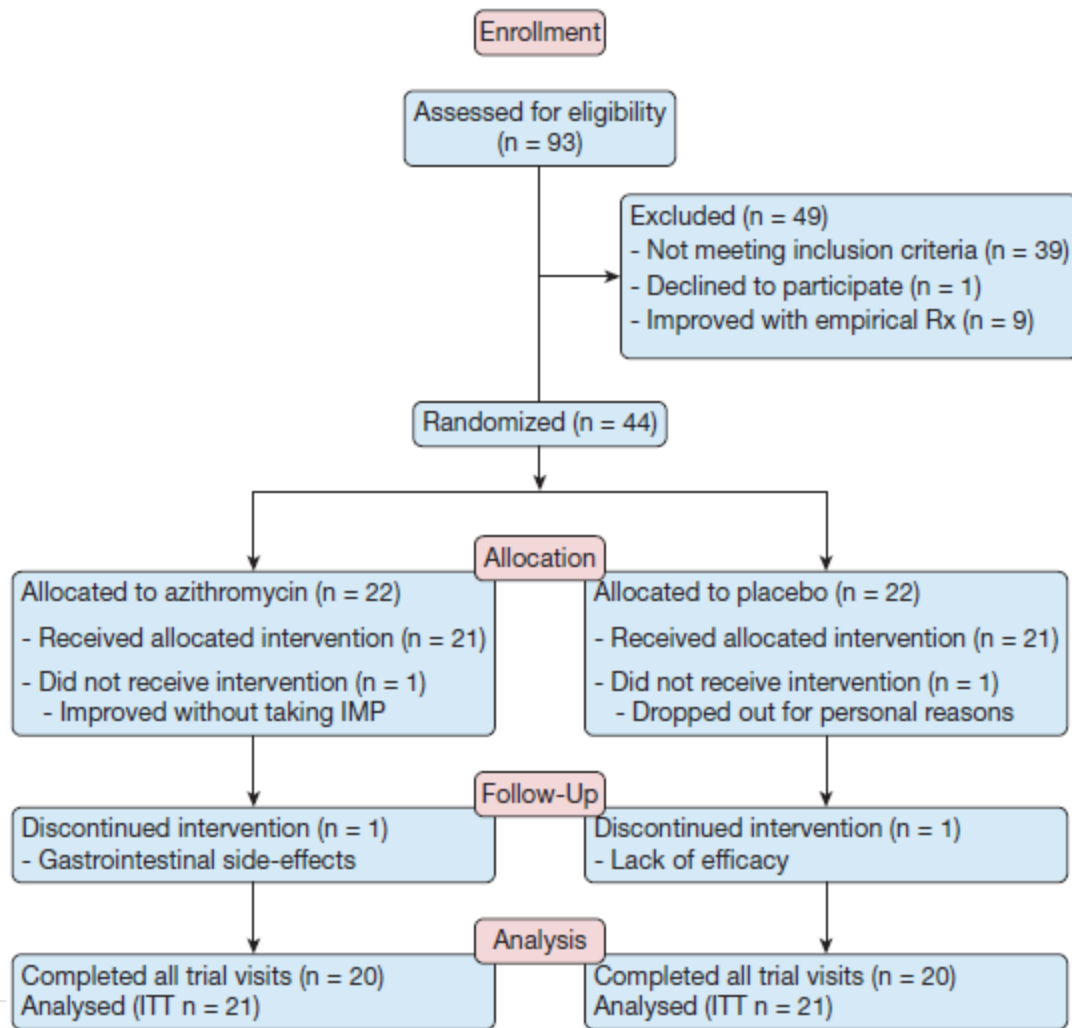 Enrollment
Assessed for eligibility
(n = 93)
Excluded (n = 49)
- Not meeting inclusion criteria (n = 39)
- Declined to participate (n = 1)
- Improved with empirical Rx (n = 9)
Randomized (n = 44)
Allocation
Allocated to azithromycin (n = 22)
- Received allocated intervention (n = 21)
- Did not receive intervention (n = 1)
- Improved without taking IMP
Allocated to placebo (n = 22)
- Received allocated intervention (n = 21)
- Did not receive intervention (n = 1)
- Dropped out for personal reasons
Follow-Up
Discontinued intervention (n = 1)
- Gastrointestinal side-effects
Discontinued intervention (n = 1)
- Lack of efficacy
Analysis
Completed all trial visits (n = 20)
Analysed (ITT n = 21)
Completed all trial visits (n = 20)
Analysed (ITT n = 21)